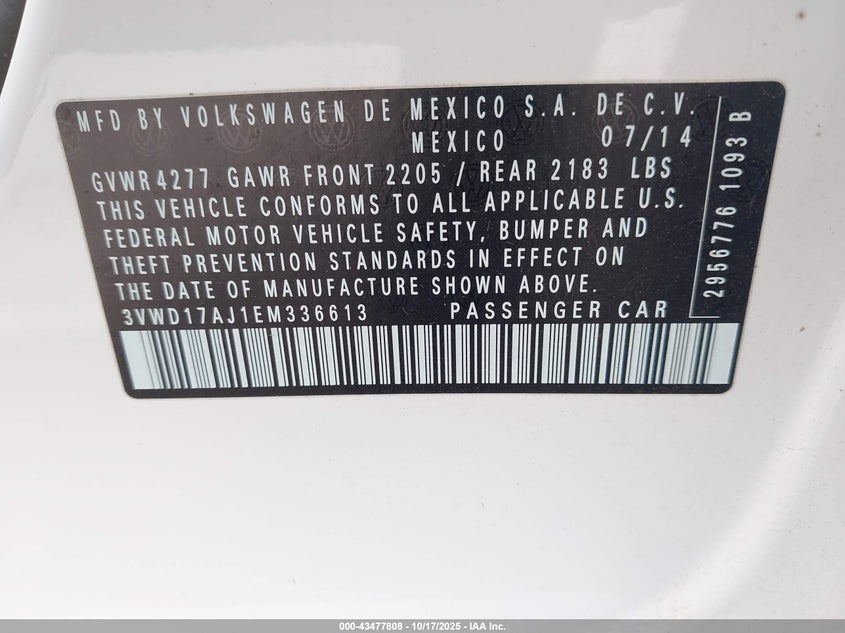 MFD BY VOLKSWAGEN DE MEXICO S.A. DE C.V.
MEXICO 07/14
GVWR 4277 GAWR FRONT 2205 / REAR 2183 LBS
THIS VEHICLE CONFORMS TO ALL APPLICABLE U.S.
FEDERAL MOTOR VEHICLE SAFETY, BUMPER AND
THEFT PREVENTION STANDARDS IN EFFECT ON
THE DATE OF MANUFACTURE SHOWN ABOVE.
3VWD17AJ1EM336613 PASSENGER CAR
2956776 1093 B
000-43477808 - 10/17/2025 - IAA Inc.